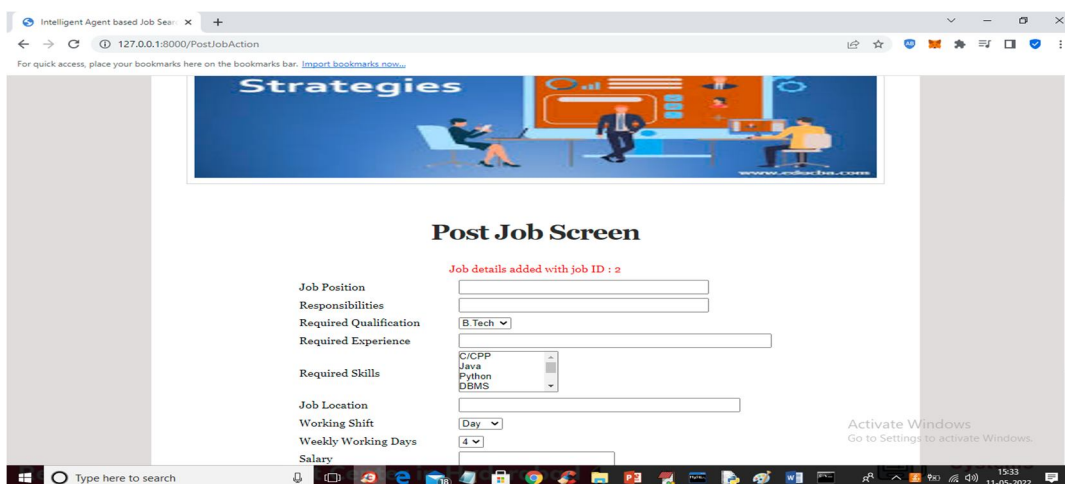 Intelligent Agent based Job Sear
127.0.0.1:8000/PostJobAction
For quick access, place your bookmarks here on the bookmarks bar. Import bookmarks now...
Strategies
www.educba.com
Post Job Screen
Job details added with job ID : 2
Job Position
Responsibilities
Required Qualification B.Tech
Required Experience
C/CPP
Java
Required Skills Python
DBMS
Job Location
Working Shift Day
Weekly Working Days 4
Salary
Activate Windows
Go to Settings to activate Windows.
Type here to search
15:33
11-05-2022